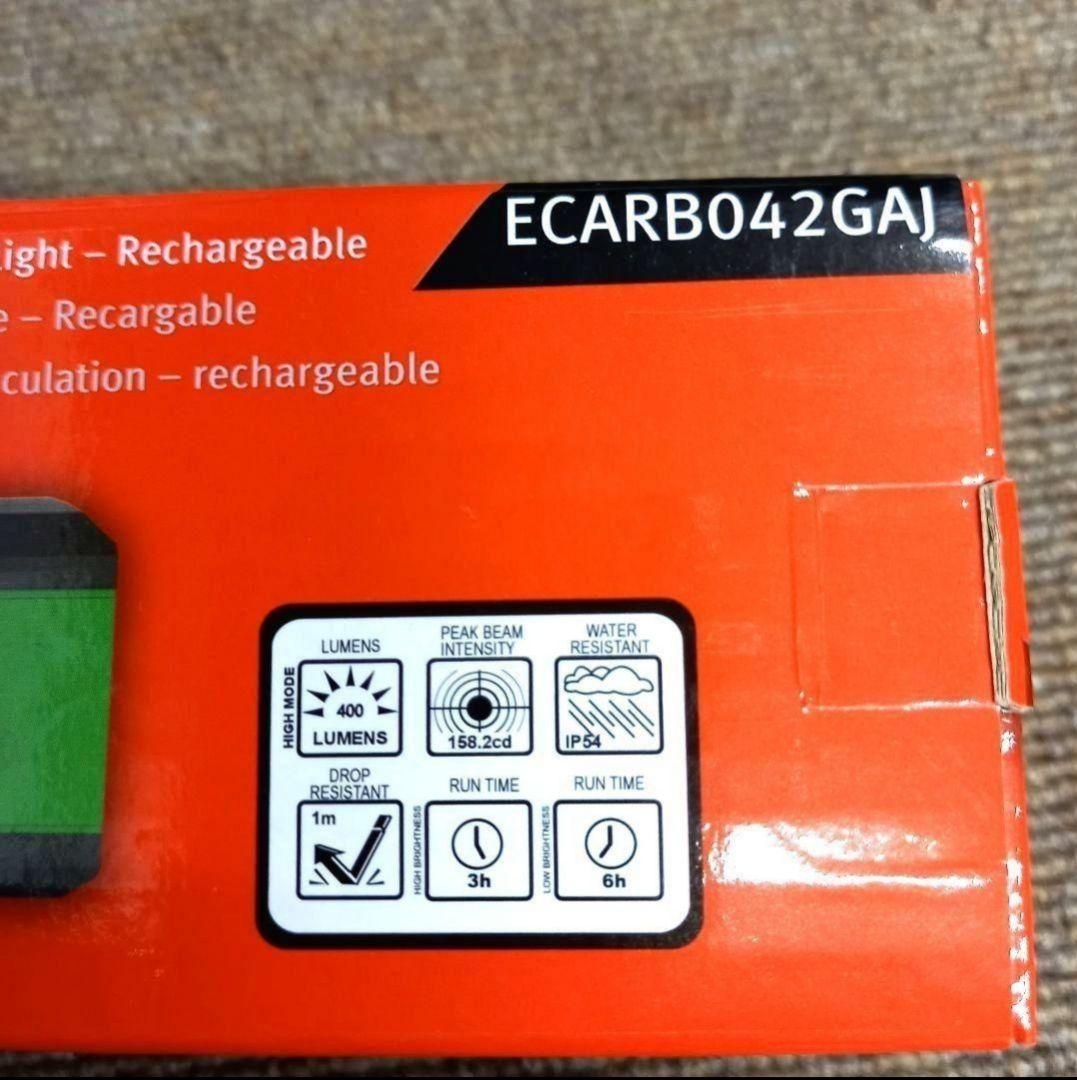 ECARB042GAJ
ight – Rechargeable
e – Recargable
culation – rechargeable
LUMENS
HIGH MODE
400
LUMENS
PEAK BEAM
INTENSITY
158.2cd
WATER
RESISTANT
IP54
DROP
RESISTANT
1m
RUN TIME
HIGH BRIGHTNESS
3h
RUN TIME
LOW BRIGHTNESS
6h